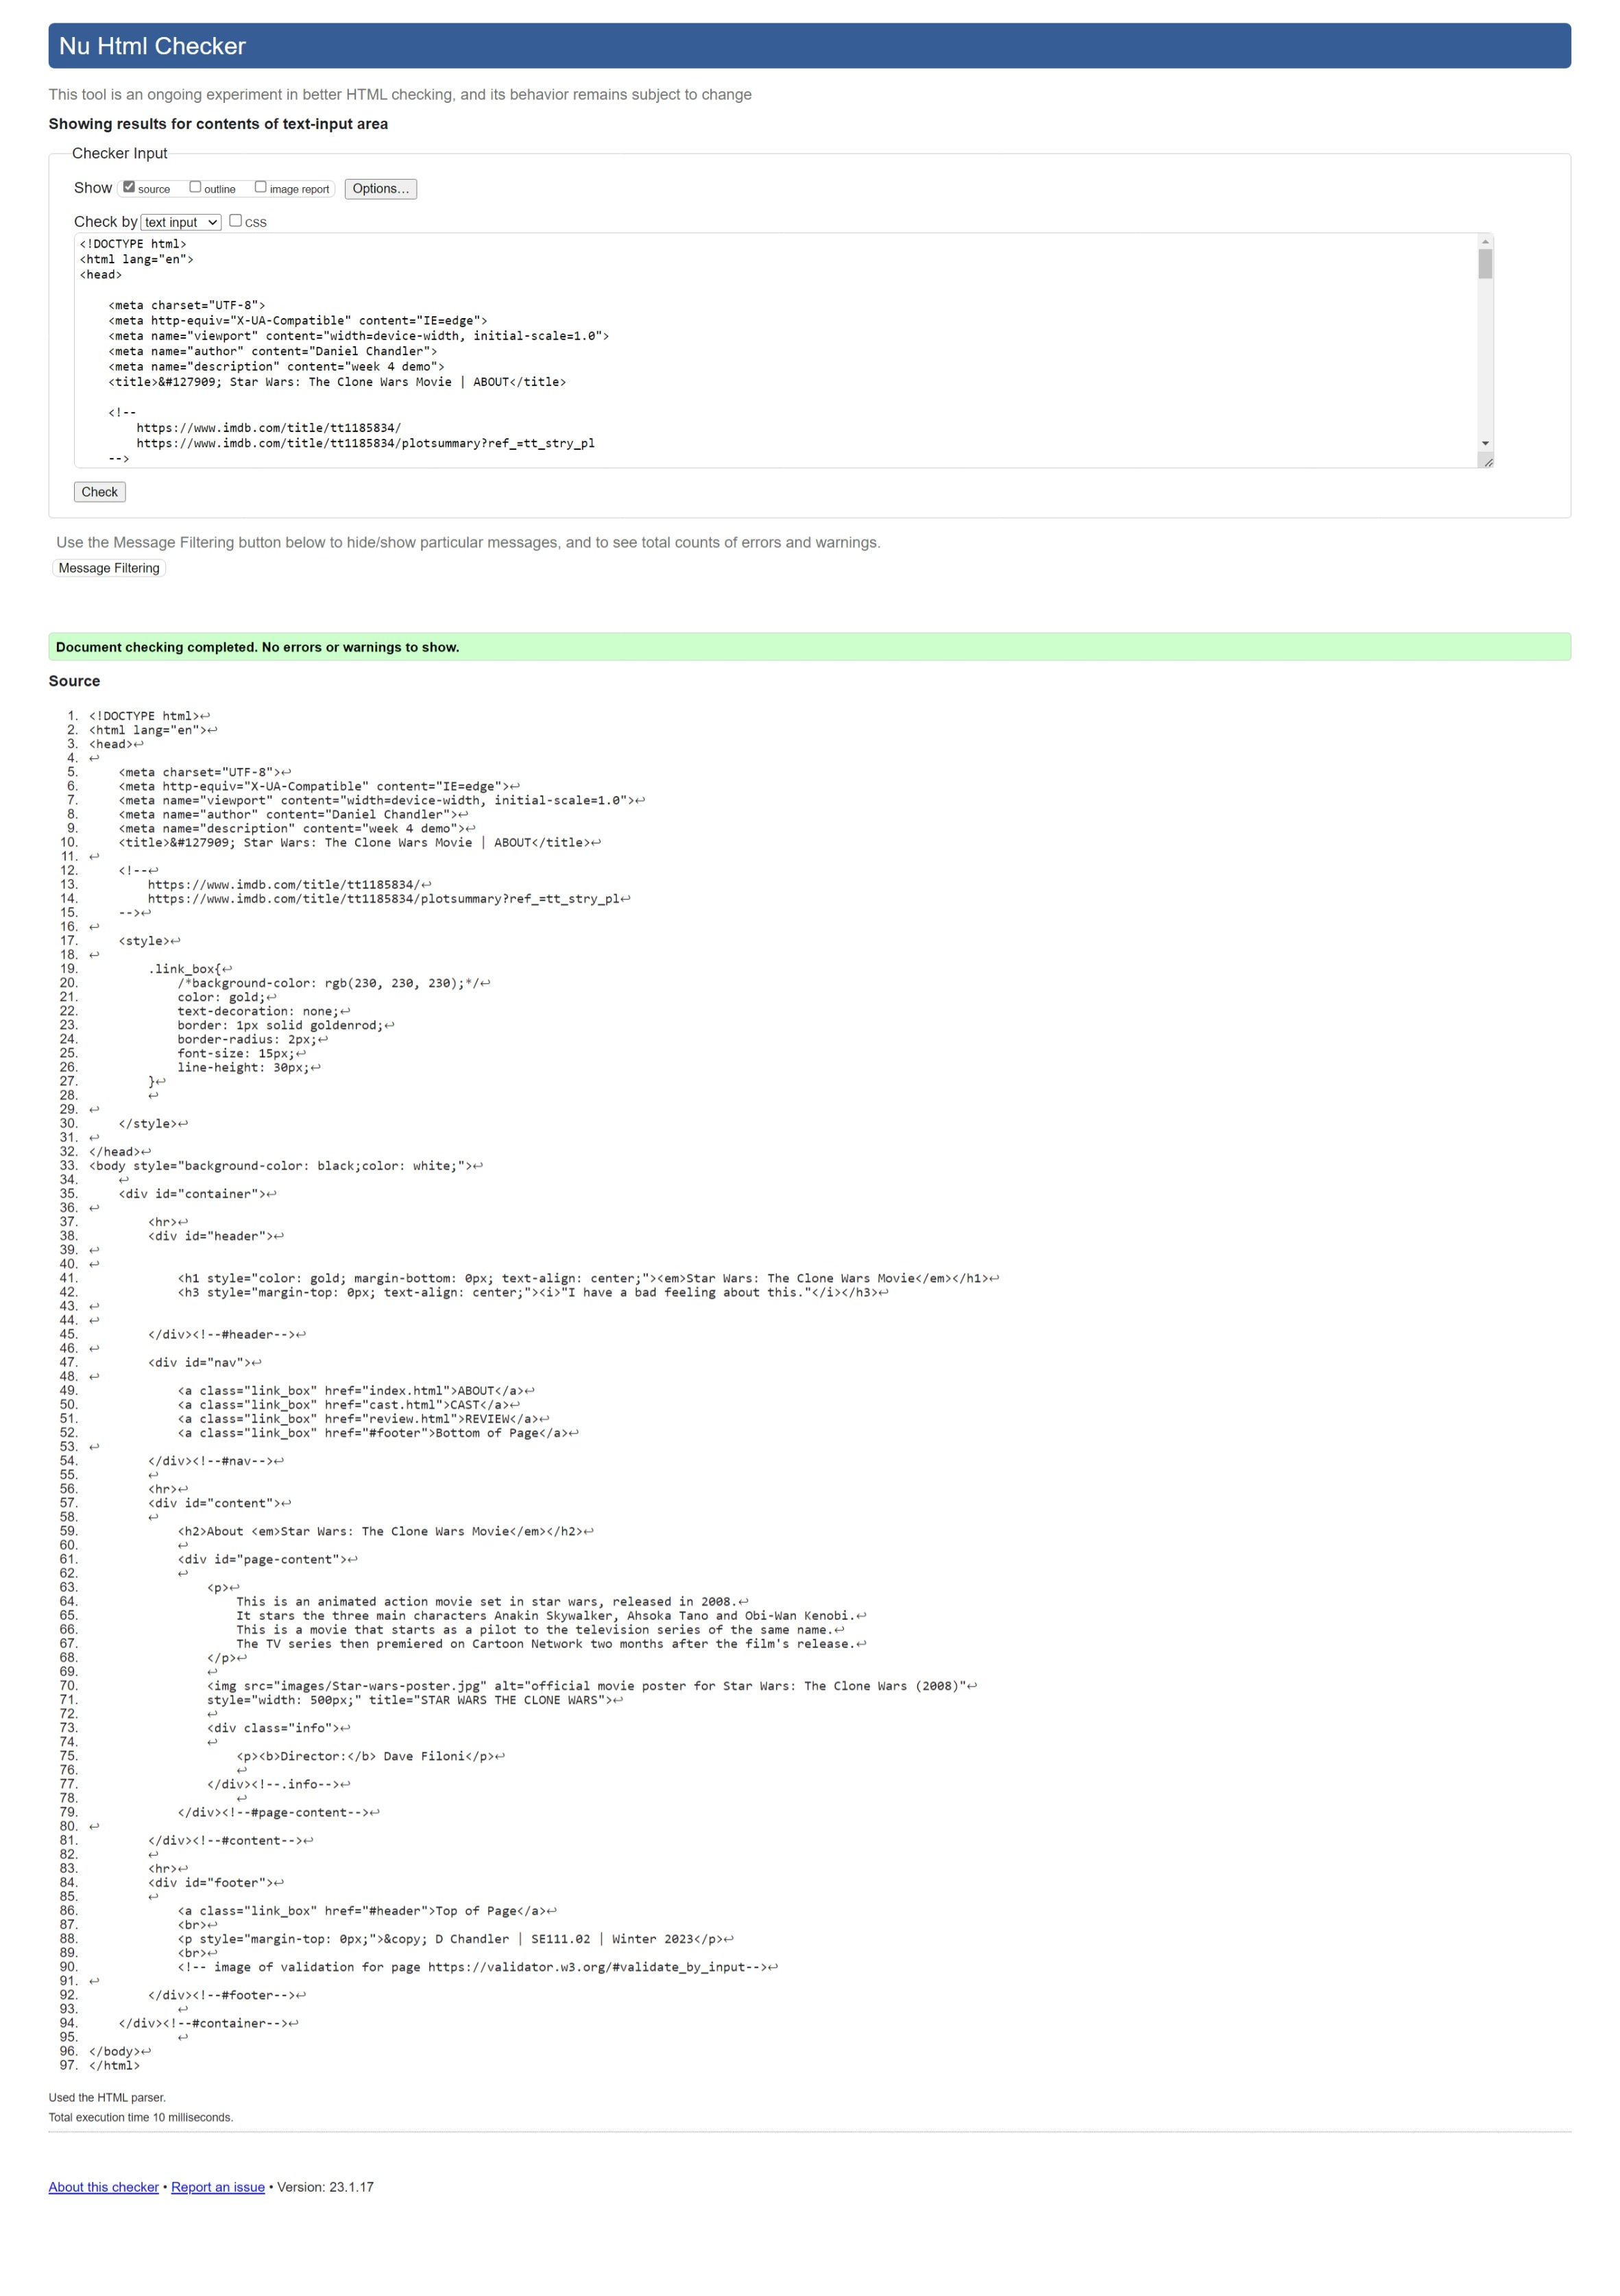 Nu Html Checker
This tool is an ongoing experiment in better HTML checking, and its behavior remains subject to change
Showing results for contents of text-input area
Checker Input
Show source outline image report Options...
Check by text input CSS
<!DOCTYPE html>
<html lang="en">
<head>
    <meta charset="UTF-8">
    <meta http-equiv="X-UA-Compatible" content="IE=edge">
    <meta name="viewport" content="width=device-width, initial-scale=1.0">
    <meta name="author" content="Daniel Chandler">
    <meta name="description" content="week 4 demo">
    <title>&#127909; Star Wars: The Clone Wars Movie | ABOUT</title>
    <!--
        https://www.imdb.com/title/tt1185834/
        https://www.imdb.com/title/tt1185834/plotsummary?ref_=tt_stry_pl
    -->
Check
Use the Message Filtering button below to hide/show particular messages, and to see total counts of errors and warnings.
Message Filtering
Document checking completed. No errors or warnings to show.
Source
1. <!DOCTYPE html>↩
2. <html lang="en">↩
3. <head>↩
4. ↩
5.     <meta charset="UTF-8">↩
6.     <meta http-equiv="X-UA-Compatible" content="IE=edge">↩
7.     <meta name="viewport" content="width=device-width, initial-scale=1.0">↩
8.     <meta name="author" content="Daniel Chandler">↩
9.     <meta name="description" content="week 4 demo">↩
10.     <title>&#127909; Star Wars: The Clone Wars Movie | ABOUT</title>↩
11. ↩
12.     <!--↩
13.         https://www.imdb.com/title/tt1185834/↩
14.         https://www.imdb.com/title/tt1185834/plotsummary?ref_=tt_stry_pl↩
15.     -->↩
16. ↩
17.     <style>↩
18. ↩
19.         .link_box{↩
20.             /*background-color: rgb(230, 230, 230);*/↩
21.             color: gold;↩
22.             text-decoration: none;↩
23.             border: 1px solid goldenrod;↩
24.             border-radius: 2px;↩
25.             font-size: 15px;↩
26.             line-height: 30px;↩
27.         }↩
28.         ↩
29. ↩
30.     </style>↩
31. ↩
32. </head>↩
33. <body style="background-color: black;color: white;">↩
34.     ↩
35.     <div id="container">↩
36. ↩
37.         <hr>↩
38.         <div id="header">↩
39. ↩
40. ↩
41.             <h1 style="color: gold; margin-bottom: 0px; text-align: center;"><em>Star Wars: The Clone Wars Movie</em></h1>↩
42.             <h3 style="margin-top: 0px; text-align: center;"><i>"I have a bad feeling about this."</i></h3>↩
43. ↩
44. ↩
45.         </div><!--#header-->↩
46. ↩
47.         <div id="nav">↩
48. ↩
49.             <a class="link_box" href="index.html">ABOUT</a>↩
50.             <a class="link_box" href="cast.html">CAST</a>↩
51.             <a class="link_box" href="review.html">REVIEW</a>↩
52.             <a class="link_box" href="#footer">Bottom of Page</a>↩
53. ↩
54.         </div><!--#nav-->↩
55.         ↩
56.         <hr>↩
57.         <div id="content">↩
58.         ↩
59.             <h2>About <em>Star Wars: The Clone Wars Movie</em></h2>↩
60.             ↩
61.             <div id="page-content">↩
62.             ↩
63.                 <p>↩
64.                     This is an animated action movie set in star wars, released in 2008.↩
65.                     It stars the three main characters Anakin Skywalker, Ahsoka Tano and Obi-Wan Kenobi.↩
66.                     This is a movie that starts as a pilot to the television series of the same name.↩
67.                     The TV series then premiered on Cartoon Network two months after the film's release.↩
68.                 </p>↩
69.                 ↩
70.                 <img src="images/Star-wars-poster.jpg" alt="official movie poster for Star Wars: The Clone Wars (2008)"↩
71.                 style="width: 500px;" title="STAR WARS THE CLONE WARS">↩
72.                 ↩
73.                 <div class="info">↩
74.                 ↩
75.                     <p><b>Director:</b> Dave Filoni</p>↩
76.                     ↩
77.                 </div><!--.info-->↩
78.                     ↩
79.             </div><!--#page-content-->↩
80. ↩
81.         </div><!--#content-->↩
82.         ↩
83.         <hr>↩
84.         <div id="footer">↩
85.         ↩
86.             <a class="link_box" href="#header">Top of Page</a>↩
87.             <br>↩
88.             <p style="margin-top: 0px;">&copy; D Chandler | SE111.02 | Winter 2023</p>↩
89.             <br>↩
90.             <!-- image of validation for page https://validator.w3.org/#validate_by_input-->↩
91. ↩
92.         </div><!--#footer-->↩
93.             ↩
94.     </div><!--#container-->↩
95.             ↩
96. </body>↩
97. </html>
Used the HTML parser.
Total execution time 10 milliseconds.
About this checker • Report an issue • Version: 23.1.17